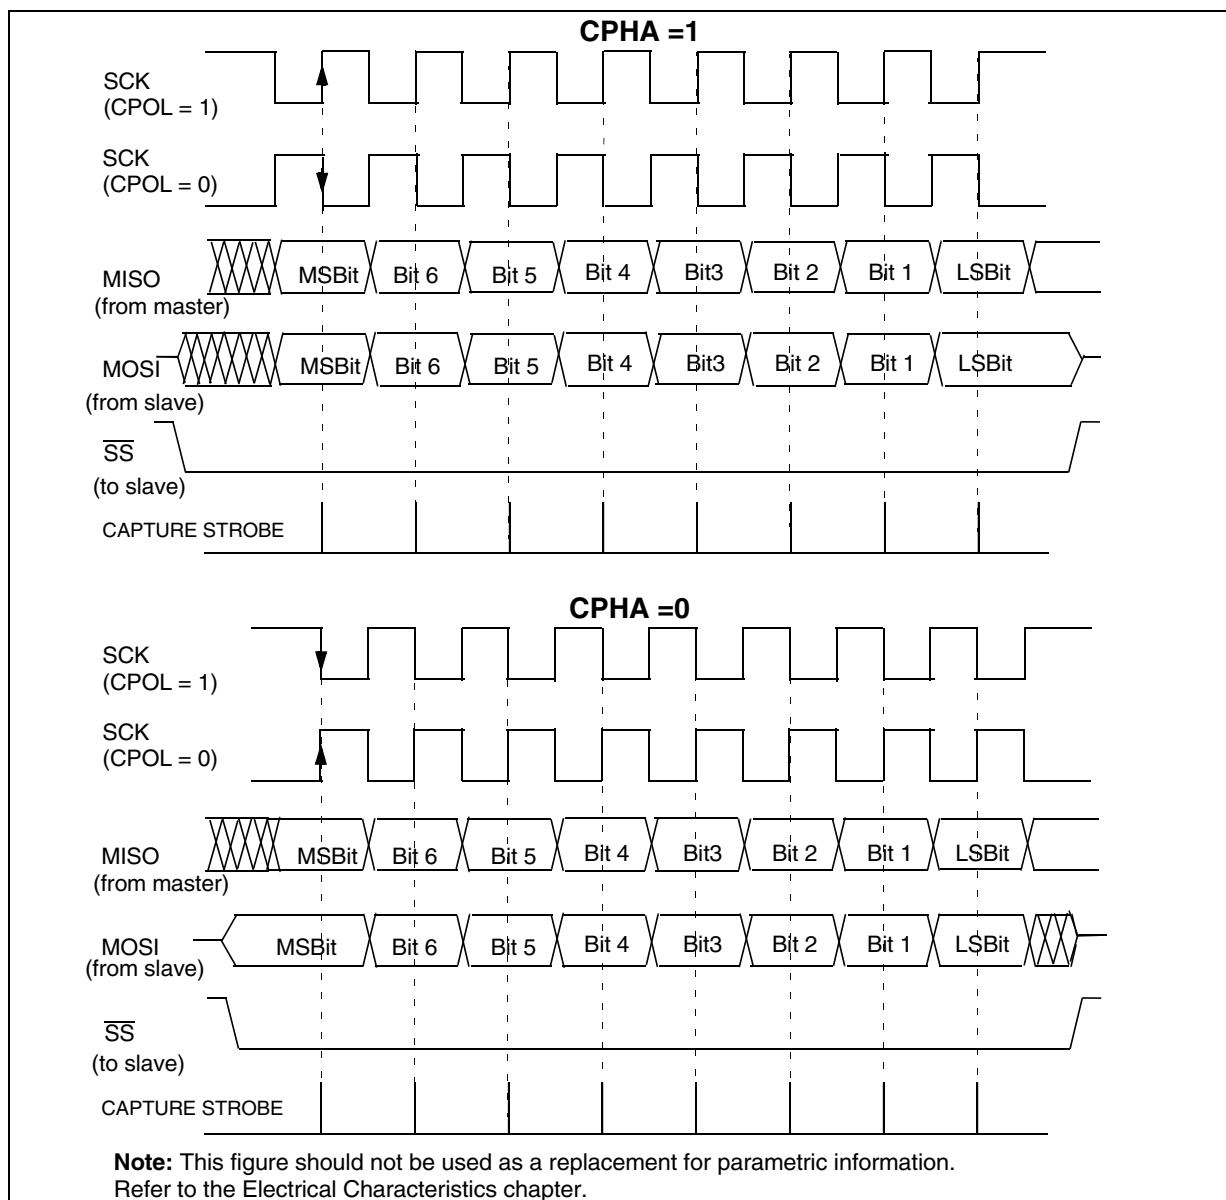 CPHA =1
SCK
(CPOL = 1)
SCK
(CPOL = 0)
MISO
(from master)
MSBit Bit 6 Bit 5 Bit 4 Bit3 Bit 2 Bit 1 LSBit
MOSI
(from slave)
MSBit Bit 6 Bit 5 Bit 4 Bit3 Bit 2 Bit 1 LSBit
SS
(to slave)
CAPTURE STROBE
CPHA =0
SCK
(CPOL = 1)
SCK
(CPOL = 0)
MISO
(from master)
MSBit Bit 6 Bit 5 Bit 4 Bit3 Bit 2 Bit 1 LSBit
MOSI
(from slave)
MSBit Bit 6 Bit 5 Bit 4 Bit3 Bit 2 Bit 1 LSBit
SS
(to slave)
CAPTURE STROBE
Note: This figure should not be used as a replacement for parametric information.
Refer to the Electrical Characteristics chapter.